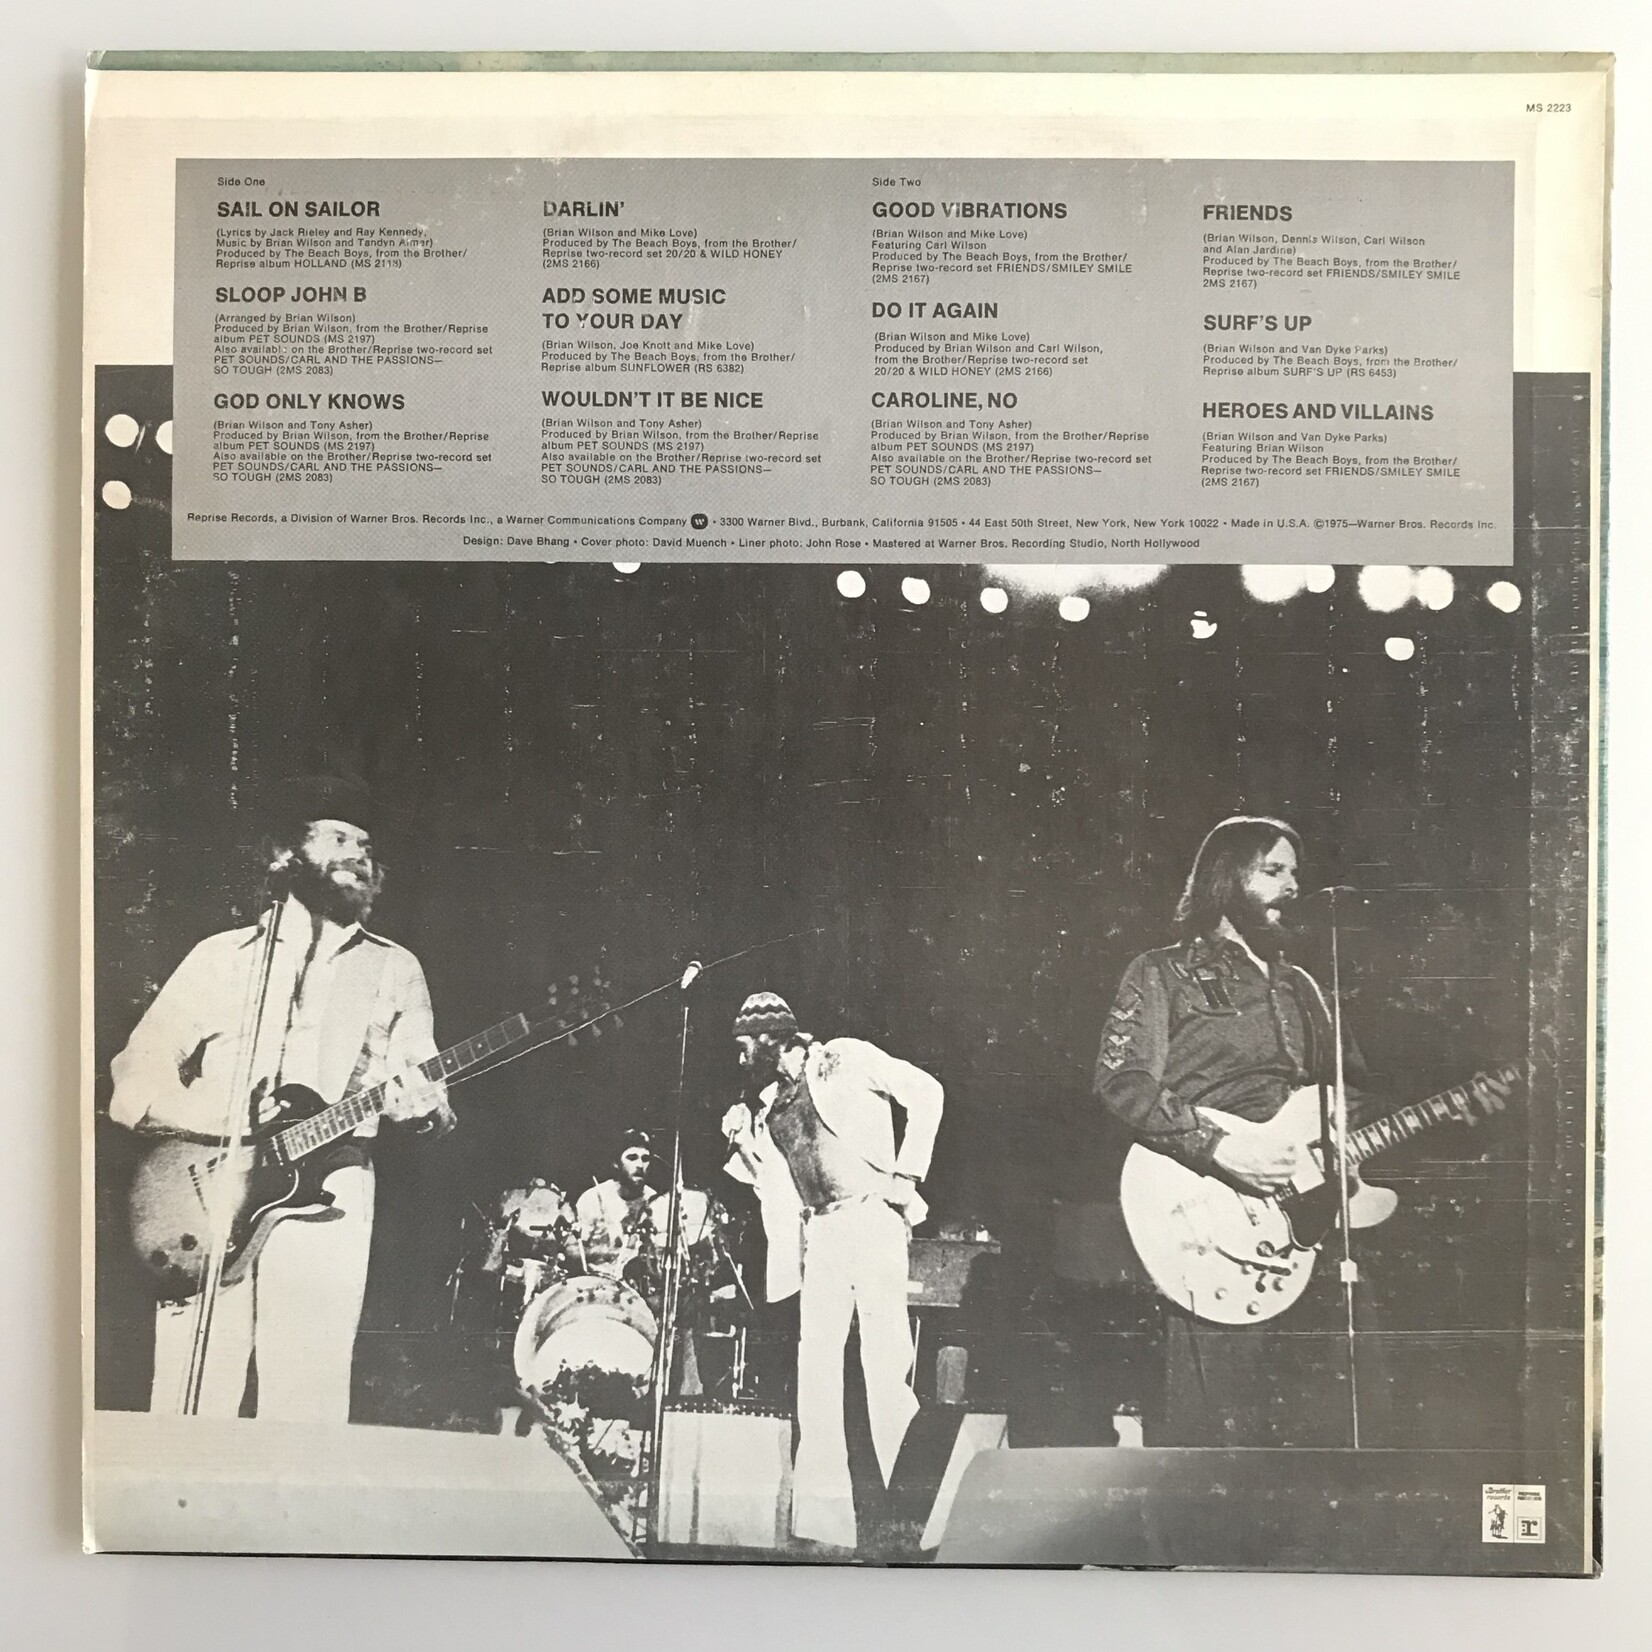 MS 2223
Side One
SAIL ON SAILOR
(Lyrics by Jack Rieley and Ray Kennedy,
Music by Brian Wilson and Tandyn Almer)
Produced by The Beach Boys, from the Brother/
Reprise album HOLLAND (MS 2118)
SLOOP JOHN B
(Arranged by Brian Wilson)
Produced by Brian Wilson, from the Brother/Reprise
album PET SOUNDS (MS 2197)
Also available on the Brother/Reprise two-record set
PET SOUNDS/CARL AND THE PASSIONS—
SO TOUGH (2MS 2083)
GOD ONLY KNOWS
(Brian Wilson and Tony Asher)
Produced by Brian Wilson, from the Brother/Reprise
album PET SOUNDS (MS 2197)
Also available on the Brother/Reprise two-record set
PET SOUNDS/CARL AND THE PASSIONS—
SO TOUGH (2MS 2083)
DARLIN'
(Brian Wilson and Mike Love)
Produced by The Beach Boys, from the Brother/
Reprise two-record set 20/20 & WILD HONEY
(2MS 2166)
ADD SOME MUSIC
TO YOUR DAY
(Brian Wilson, Joe Knott and Mike Love)
Produced by The Beach Boys, from the Brother/
Reprise album SUNFLOWER (RS 6382)
WOULDN'T IT BE NICE
(Brian Wilson and Tony Asher)
Produced by Brian Wilson, from the Brother/Reprise
album PET SOUNDS (MS 2197)
Also available on the Brother/Reprise two-record set
PET SOUNDS/CARL AND THE PASSIONS—
SO TOUGH (2MS 2083)
Side Two
GOOD VIBRATIONS
(Brian Wilson and Mike Love)
Featuring Carl Wilson
Produced by The Beach Boys, from the Brother/
Reprise two-record set FRIENDS/SMILEY SMILE
(2MS 2167)
DO IT AGAIN
(Brian Wilson and Mike Love)
Produced by Brian Wilson and Carl Wilson,
from the Brother/Reprise two-record set
20/20 & WILD HONEY (2MS 2166)
CAROLINE, NO
(Brian Wilson and Tony Asher)
Produced by Brian Wilson, from the Brother/Reprise
album PET SOUNDS (MS 2197)
Also available on the Brother/Reprise two-record set
PET SOUNDS/CARL AND THE PASSIONS—
SO TOUGH (2MS 2083)
FRIENDS
(Brian Wilson, Dennis Wilson, Carl Wilson
and Alan Jardine)
Produced by The Beach Boys, from the Brother/
Reprise two-record set FRIENDS/SMILEY SMILE
2MS 2167)
SURF'S UP
(Brian Wilson and Van Dyke Parks)
Produced by The Beach Boys, from the Brother/
Reprise album SURF'S UP (RS 6453)
HEROES AND VILLAINS
(Brian Wilson and Van Dyke Parks)
Featuring Brian Wilson
Produced by The Beach Boys, from the Brother/
Reprise two-record set FRIENDS/SMILEY SMILE
(2MS 2167)
Reprise Records, a Division of Warner Bros. Records Inc., a Warner Communications Company • 3300 Warner Blvd., Burbank, California 91505 • 44 East 50th Street, New York, New York 10022 • Made in U.S.A. ©1975—Warner Bros. Records Inc.
Design: Dave Bhang • Cover photo: David Muench • Liner photo: John Rose • Mastered at Warner Bros. Recording Studio, North Hollywood
Brother
records
r